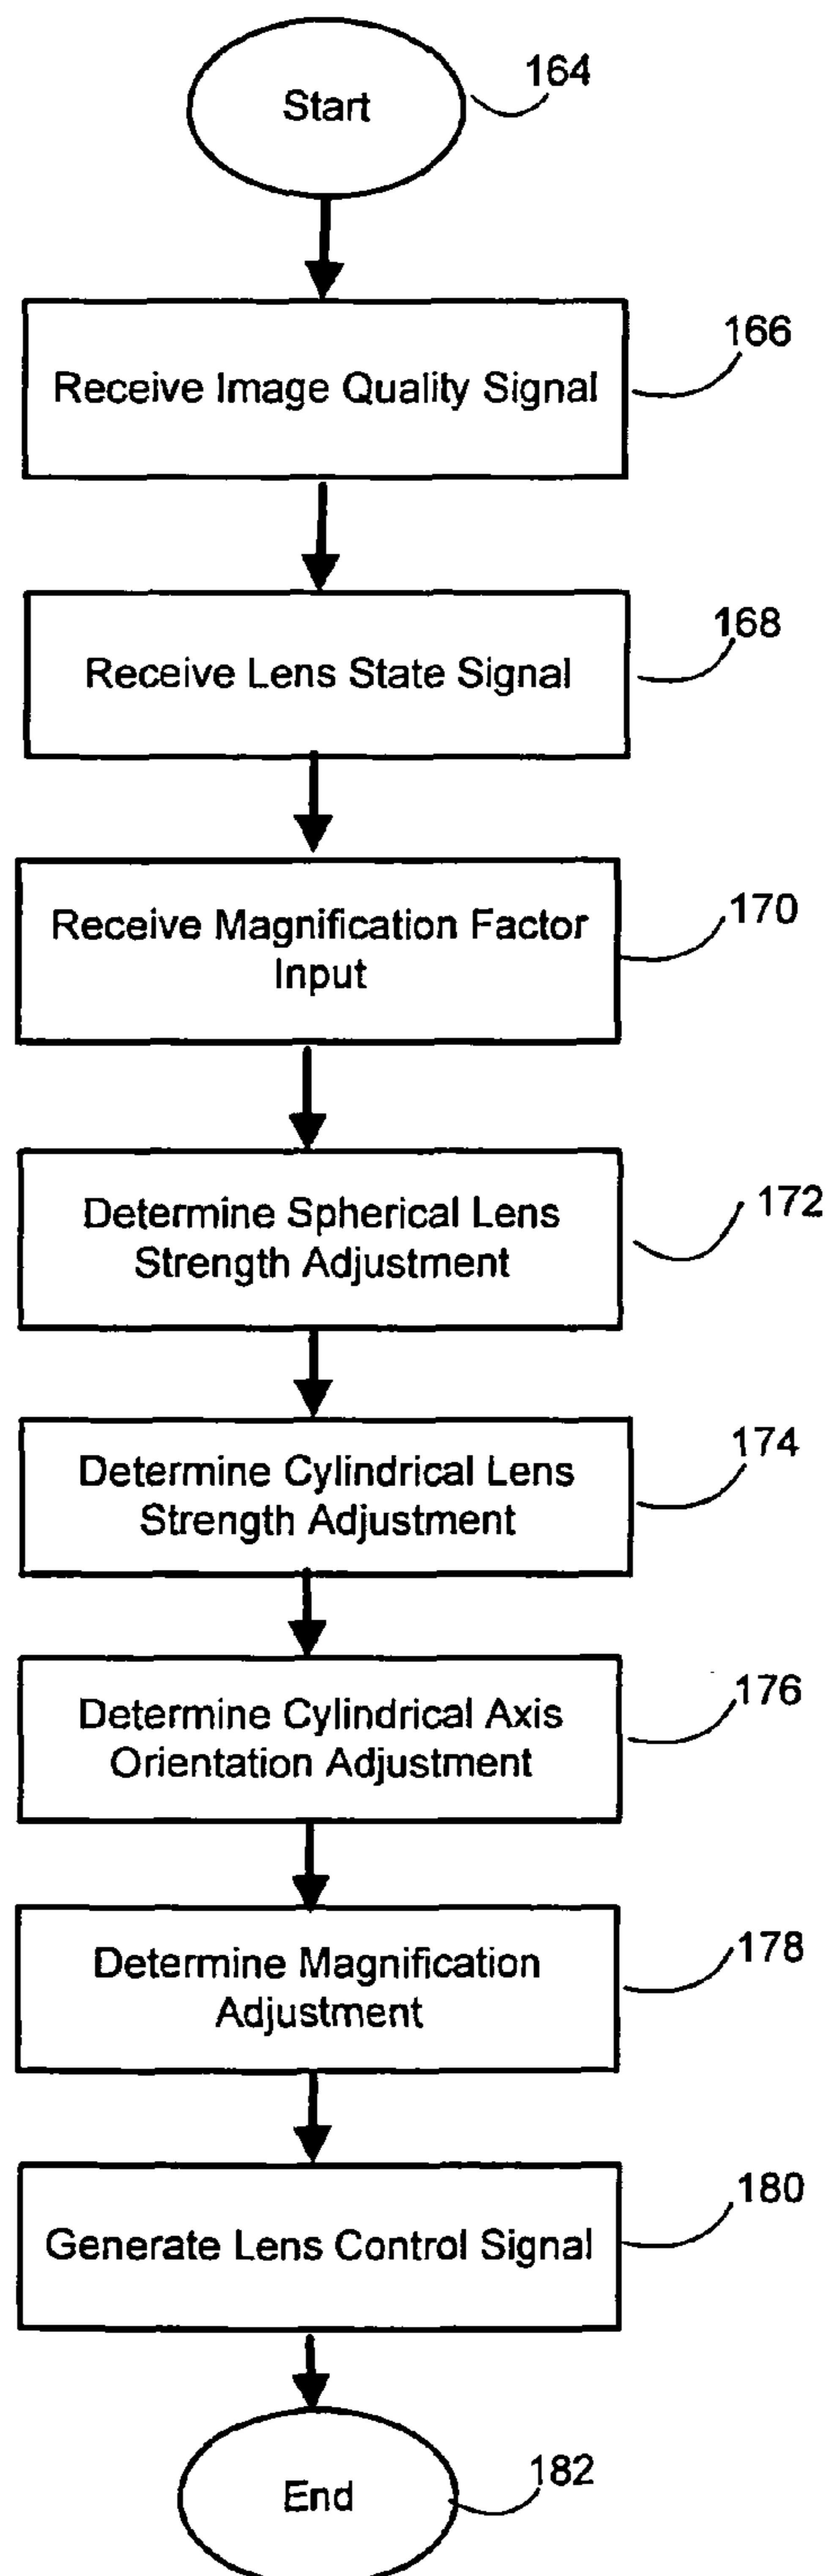 Start
164
Receive Image Quality Signal
166
Receive Lens State Signal
168
Receive Magnification Factor
Input
170
Determine Spherical Lens
Strength Adjustment
172
Determine Cylindrical Lens
Strength Adjustment
174
Determine Cylindrical Axis
Orientation Adjustment
176
Determine Magnification
Adjustment
178
Generate Lens Control Signal
180
End
182